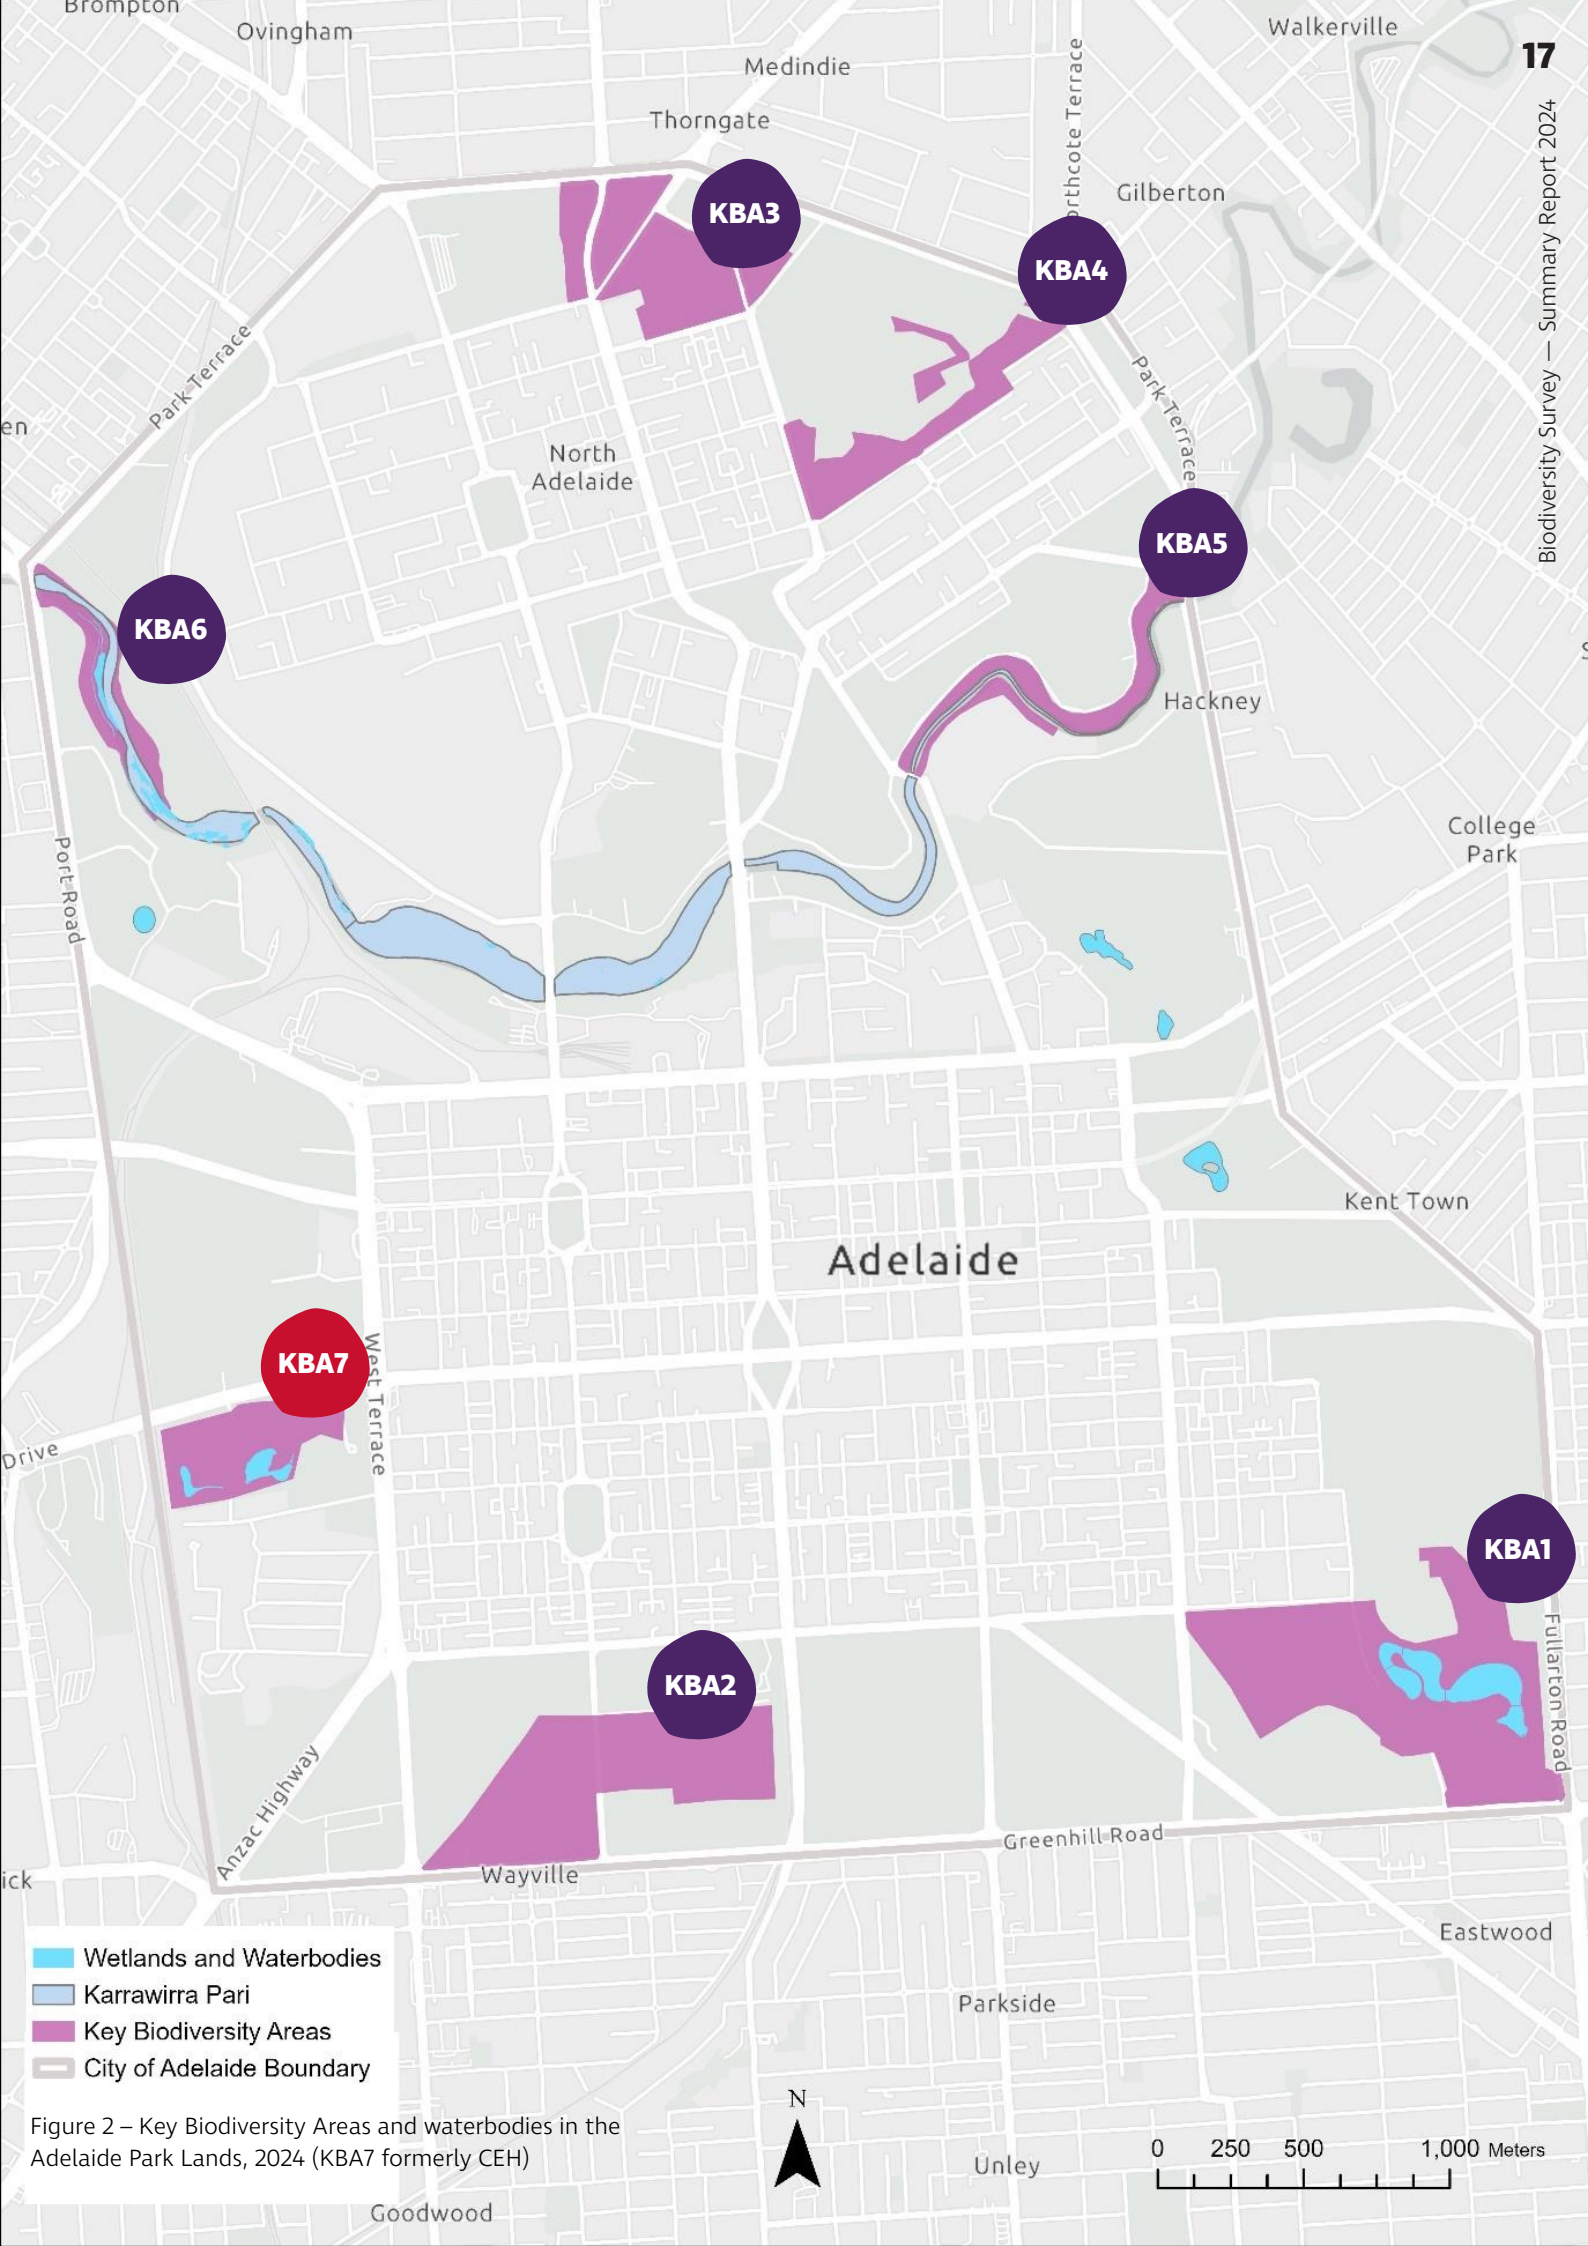 Brompton
Ovingham
Walkerville
17
Medindie
Thorngate
Biodiversity Survey — Summary Report 2024
orthcote Terrace
Gilberton
KBA3
KBA4
Park Terrace
Park Terrace
en
North
Adelaide
KBA5
KBA6
Hackney
College
Park
Port Road
Kent Town
Adelaide
KBA7
West Terrace
Drive
KBA1
Fullarton Road
KBA2
Anzac Highway
Greenhill Road
Wayville
ick
Eastwood
Wetlands and Waterbodies
Karrawirra Pari
Key Biodiversity Areas
City of Adelaide Boundary
Parkside
Figure 2 – Key Biodiversity Areas and waterbodies in the
Adelaide Park Lands, 2024 (KBA7 formerly CEH)
N
0 250 500 1,000 Meters
Unley
Goodwood